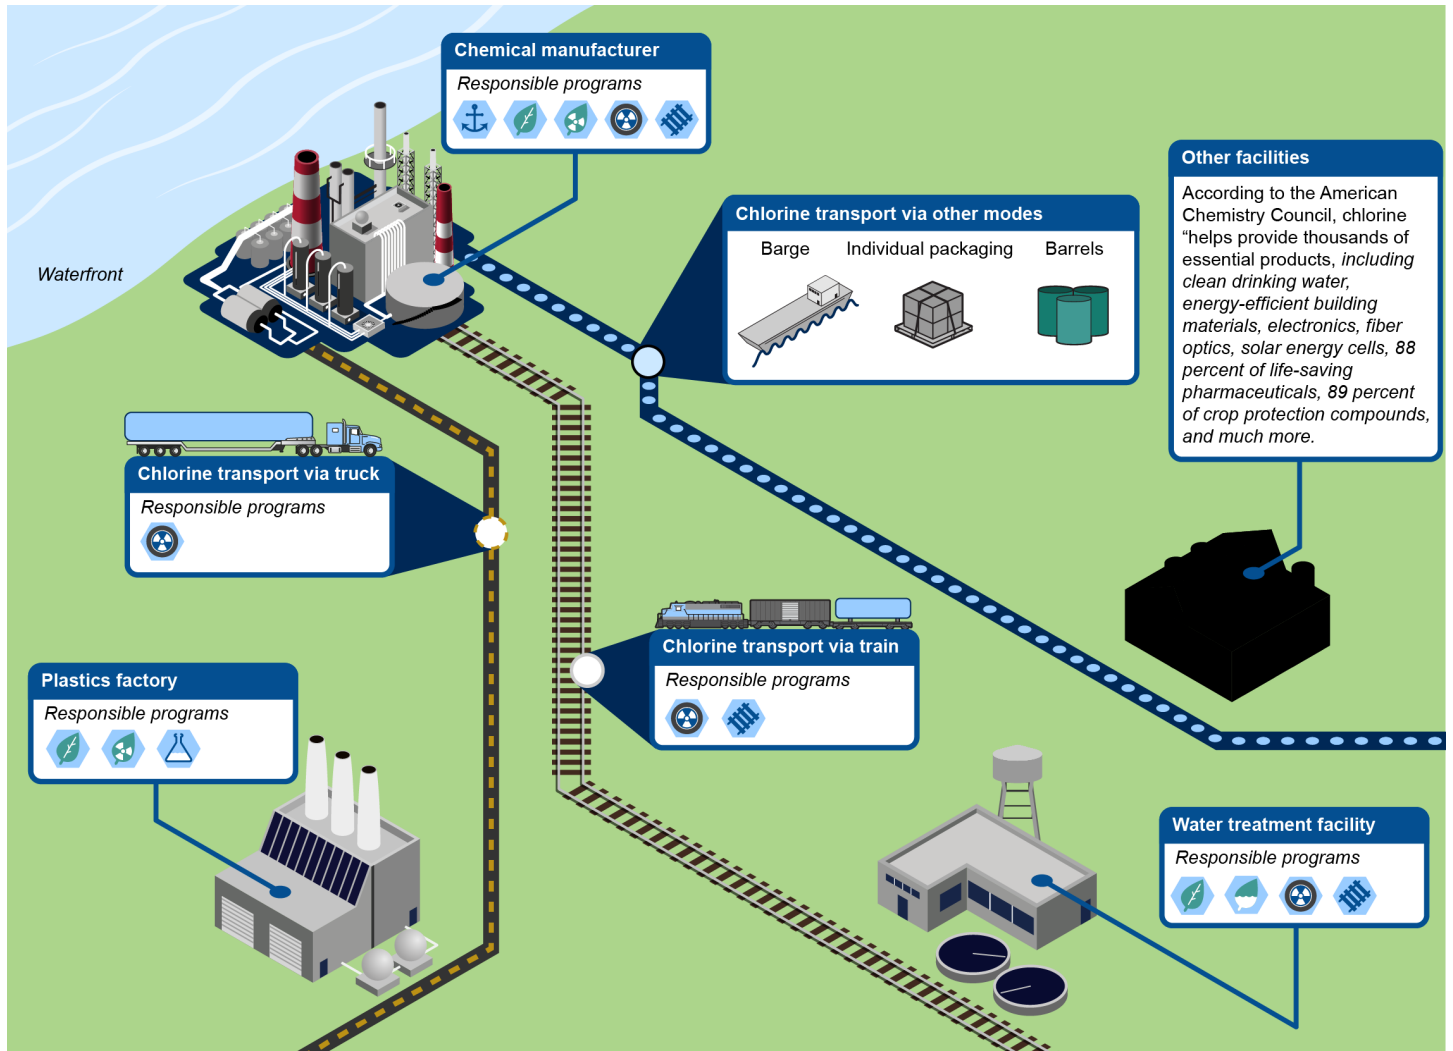 Chemical manufacturer
Responsible programs
Waterfront
Chlorine transport via other modes
Barge
Individual packaging
Barrels
Other facilities
According to the American
Chemistry Council, chlorine
“helps provide thousands of
essential products, including
clean drinking water,
energy-efficient building
materials, electronics, fiber
optics, solar energy cells, 88
percent of life-saving
pharmaceuticals, 89 percent
of crop protection compounds,
and much more.
Chlorine transport via truck
Responsible programs
Chlorine transport via train
Responsible programs
Plastics factory
Responsible programs
Water treatment facility
Responsible programs